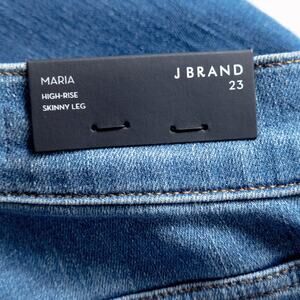 MARIA
HIGH-RISE
SKINNY LEG
J BRAND
23